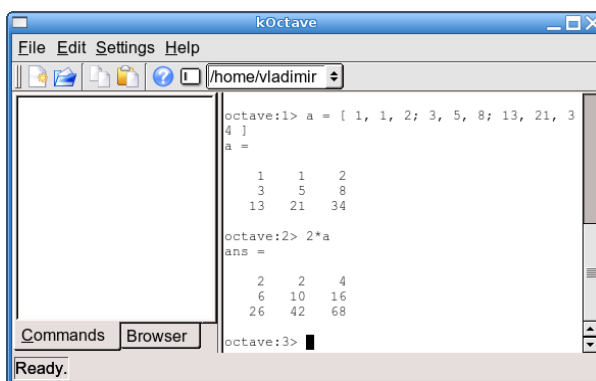 kOctave
File Edit Settings Help
/home/vladimir
octave:1> a = [ 1, 1, 2; 3, 5, 8; 13, 21, 3
4 ]
a =
1 1 2
3 5 8
13 21 34
octave:2> 2*a
ans =
2 2 4
6 10 16
26 42 68
octave:3>
Commands Browser
Ready.